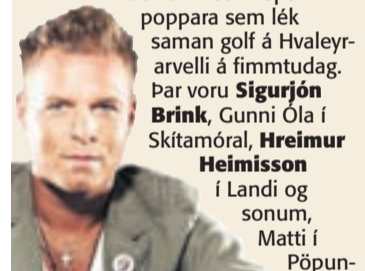 poppara sem lék
saman golf á Hvaleyr-
arvelli á fimmtudag.
Þar voru Sigurjón
Brink, Gunni Óla í
Skítamóral, Hreimur
Heimisson
í Landi og
sonum,
Matti í
Pöpun-